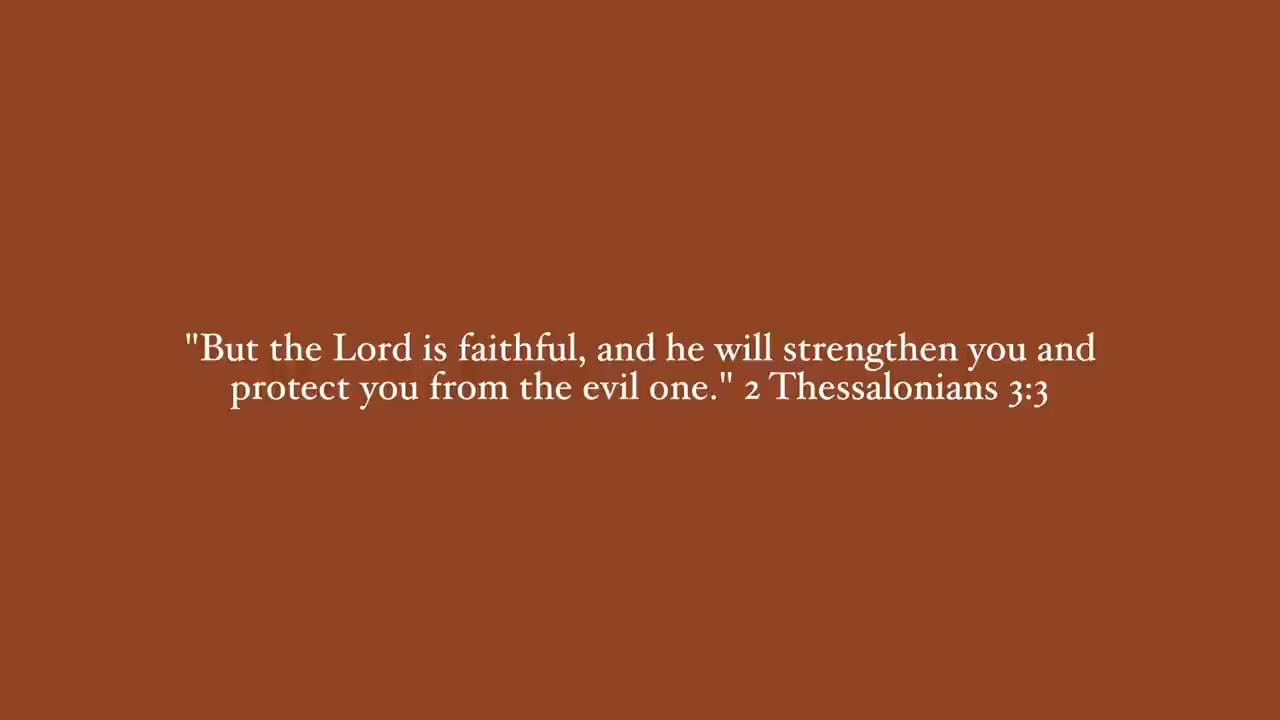 "But the Lord is faithful, and he will strengthen you and
protect you from the evil one." 2 Thessalonians 3:3